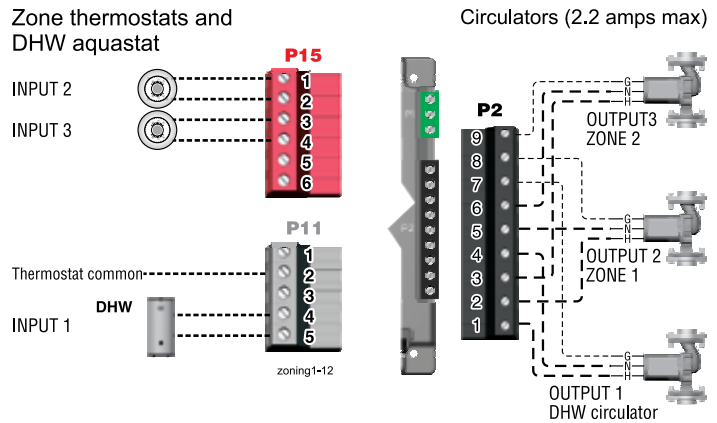 Zone thermostats and
DHW aquastat
Circulators (2.2 amps max)
P15
INPUT 2
1
2
INPUT 3
3
4
5
6
P11
1
Thermostat common
2
3
DHW
INPUT 1
4
5
zoning1-12
P2
P2
9
8
7
6
5
4
3
2
1
G
N
H
OUTPUT3
ZONE 2
G
N
H
OUTPUT 2
ZONE 1
G
N
H
OUTPUT 1
DHW circulator